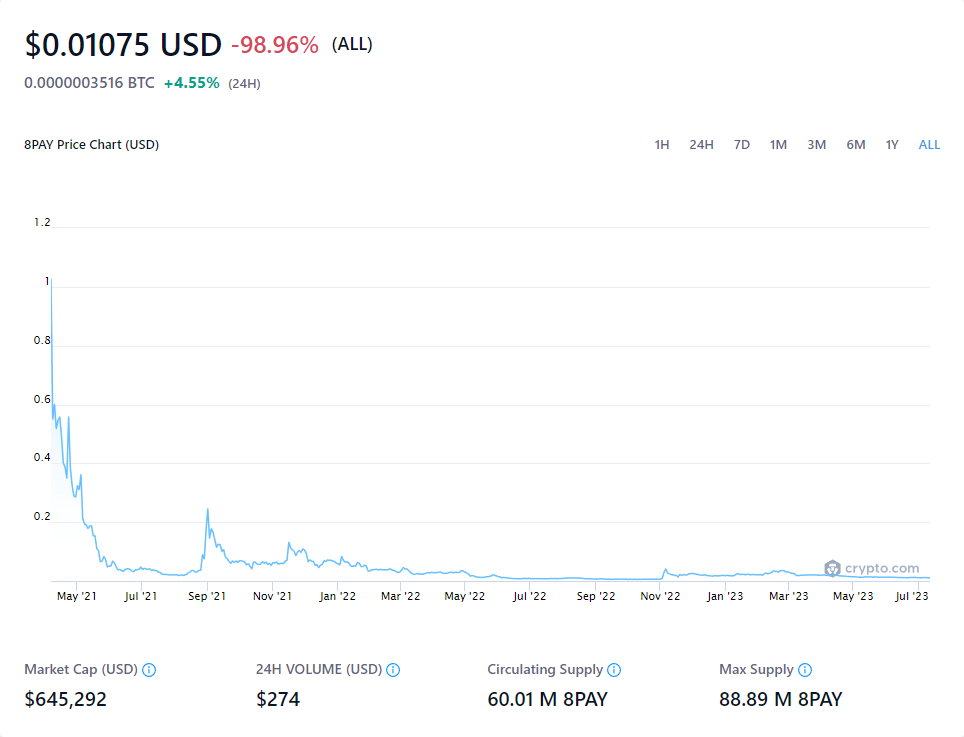 $0.01075 USD -98.96% (ALL)
0.0000003516 BTC +4.55% (24H)
8PAY Price Chart (USD) 1H 24H 7D 1M 3M 6M 1Y ALL
1.2
1
0.8
0.6
0.4
0.2
crypto.com
May '21 Jul '21 Sep '21 Nov '21 Jan '22 Mar '22 May '22 Jul '22 Sep '22 Nov '22 Jan '23 Mar '23 May '23 Jul '23
Market Cap (USD) 24H VOLUME (USD) Circulating Supply Max Supply
$645,292 $274 60.01 M 8PAY 88.89 M 8PAY